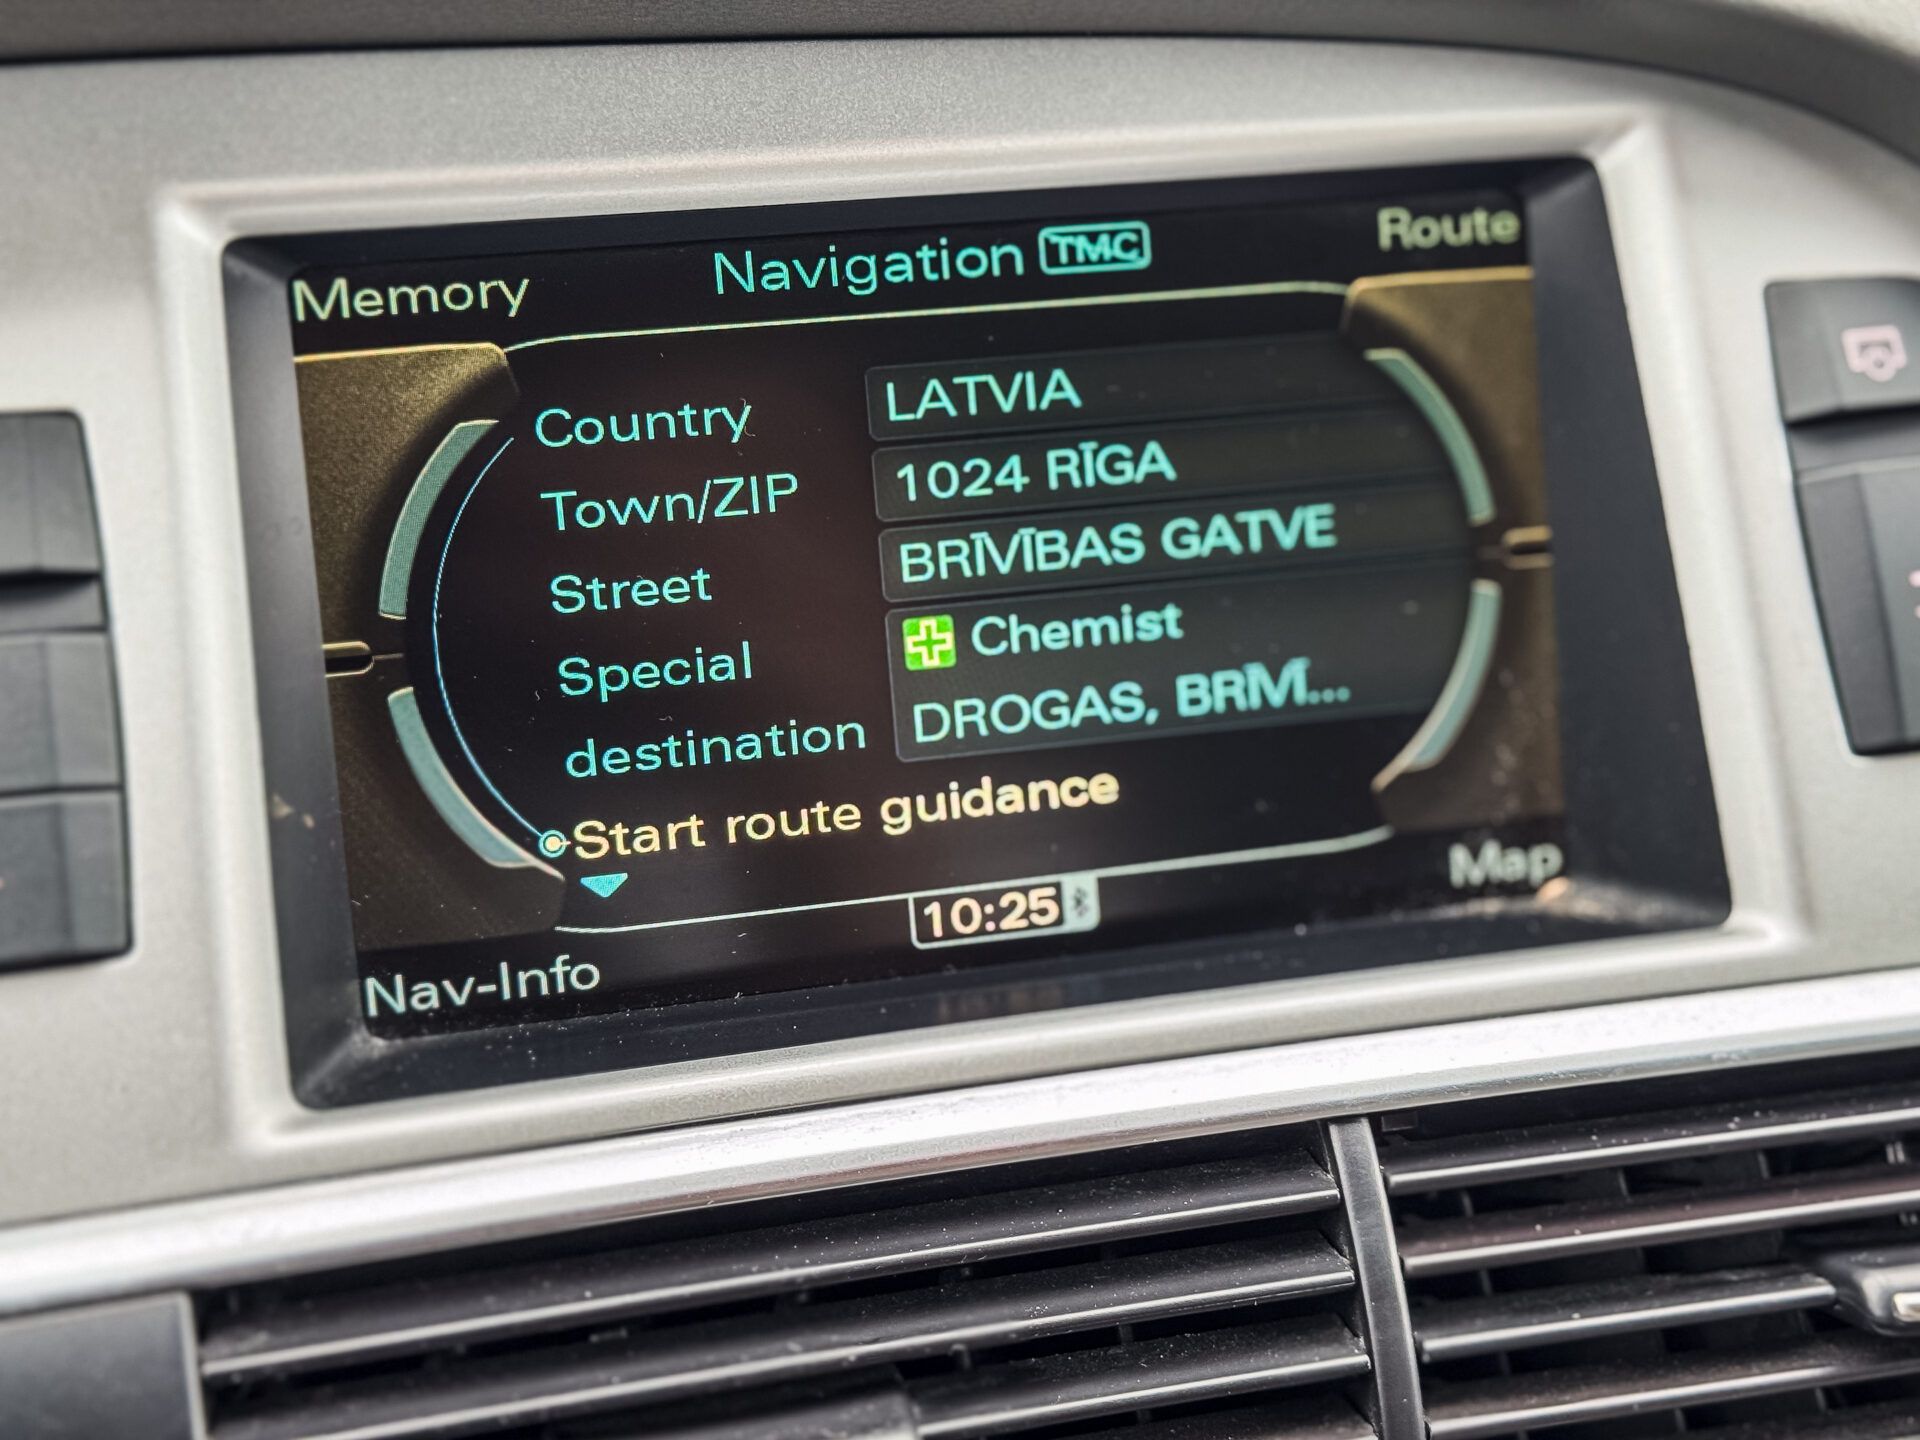 Memory
Navigation TMC
Route
Country LATVIA
Town/ZIP 1024 RĪGA
Street BRĪVĪBAS GATVE
Special Chemist
destination DROGAS, BRĪVĪ...
Start route guidance
10:25
Map
Nav-Info